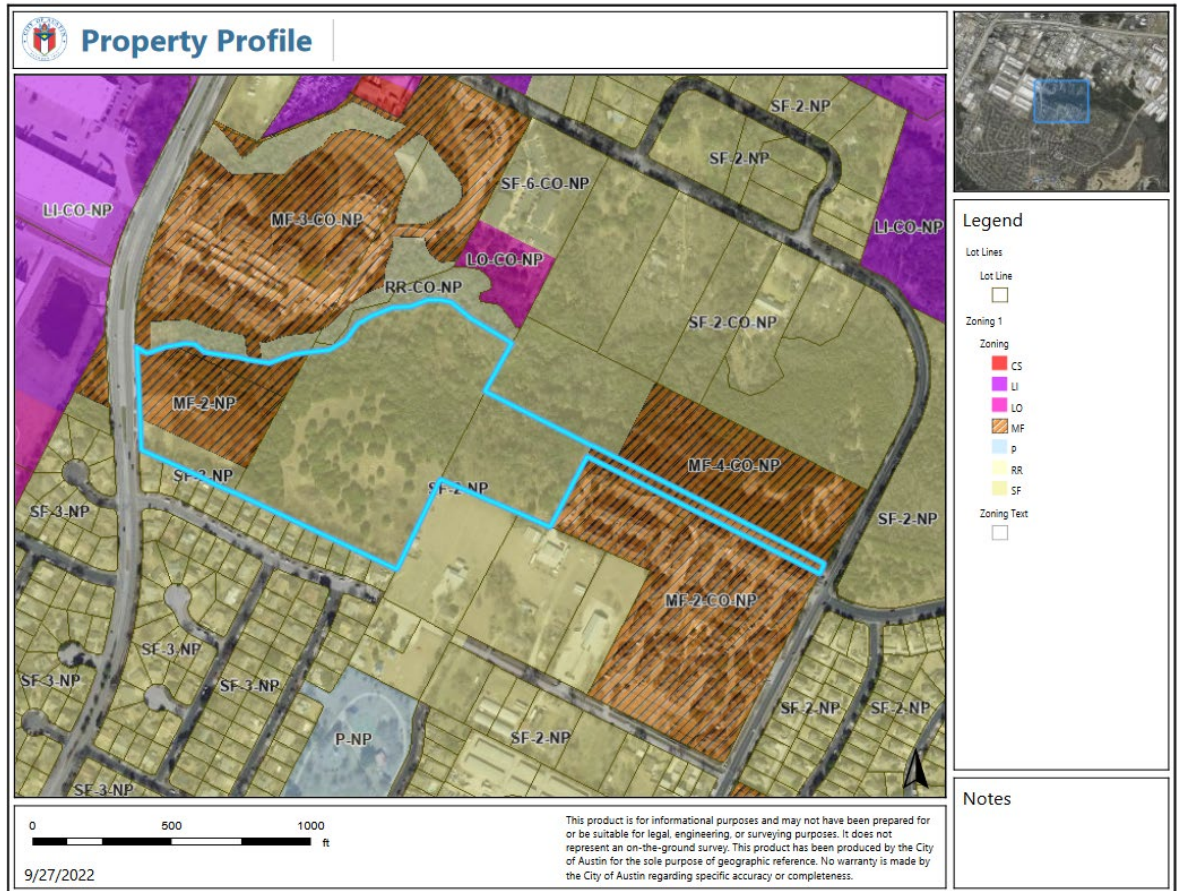 CITY OF AUSTIN
Property Profile
SF-2-NP
SF-2-NP
SF-6-CO-NP
LI-CO-NP
MF-3-CO-NP
LI-CO-NP
LO-CO-NP
RR-CO-NP
SF-2-CO-NP
MF-2-NP
MF-4-CO-NP
SF-2-NP
SF-2-NP
SF-3-NP
SF-2-NP
MF-2-CO-NP
SF-3-NP
SF-3-NP
SF-3-NP
SF-2-NP
SF-2-NP
P-NP
SF-2-NP
SF-3-NP
Legend
Lot Lines
Lot Line
Zoning 1
Zoning
CS
LI
LO
MF
P
RR
SF
Zoning Text
Notes
0 500 1000
ft
9/27/2022
This product is for informational purposes and may not have been prepared for
or be suitable for legal, engineering, or surveying purposes. It does not
represent an on-the-ground survey. This product has been produced by the City
of Austin for the sole purpose of geographic reference. No warranty is made by
the City of Austin regarding specific accuracy or completeness.